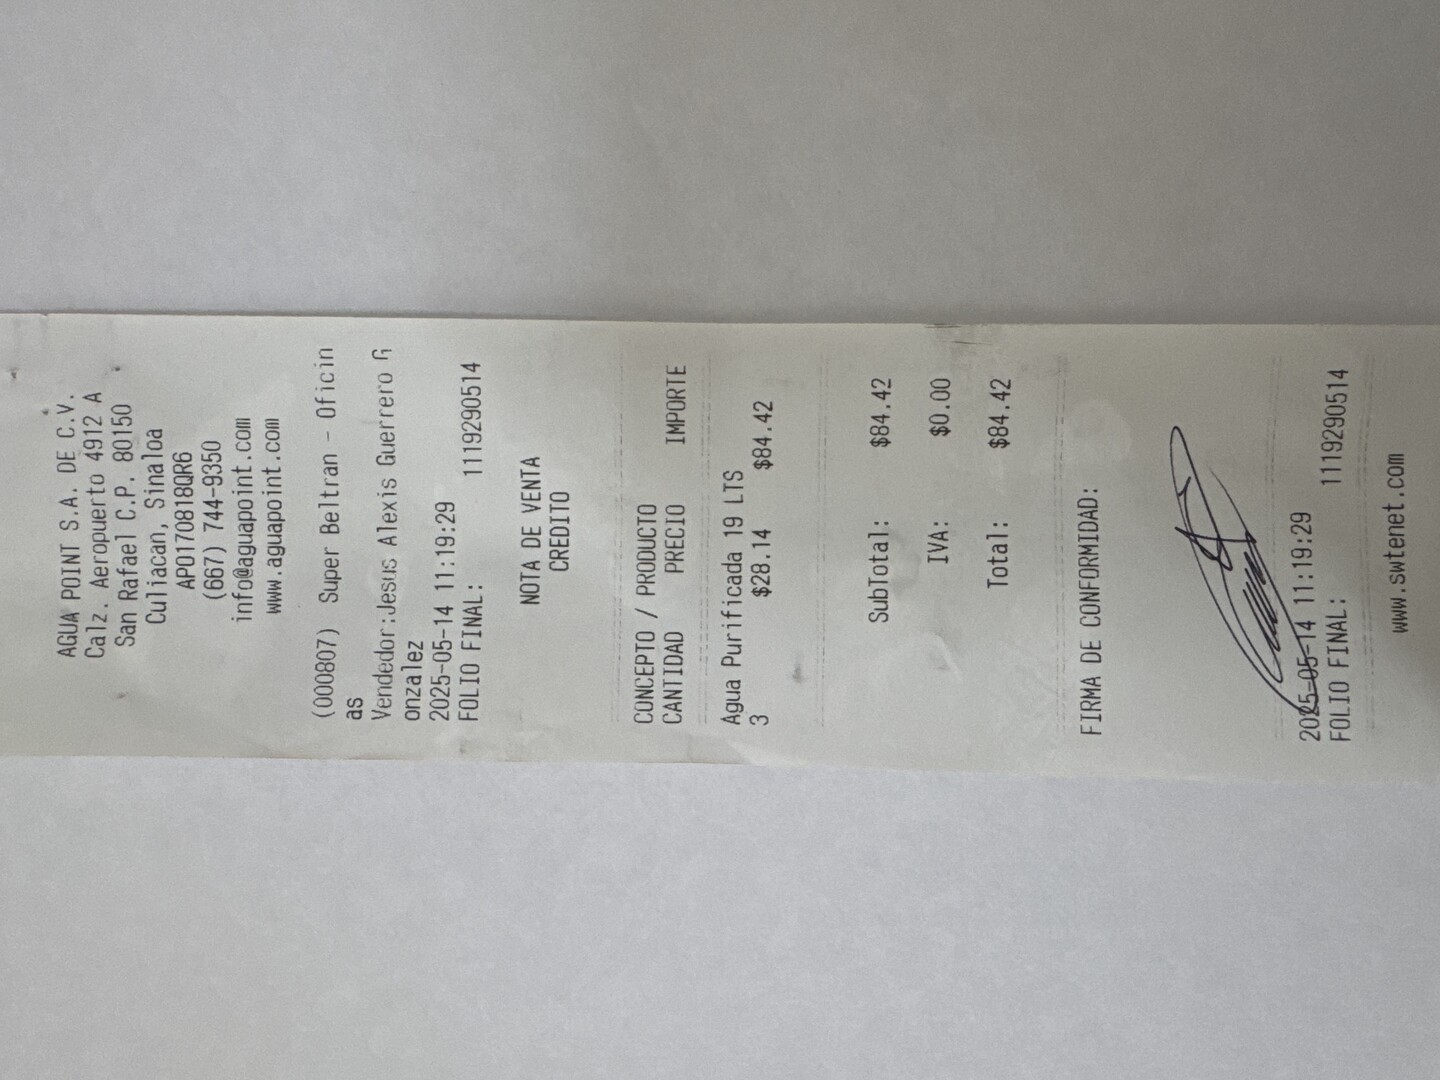 AGUA POINT S.A. DE C.V.
Calz. Aeropuerto 4912 A
San Rafael C.P. 80150
Culiacan, Sinaloa
APO170818QR6
(667) 744-9350
info@aguapoint.com
www.aguapoint.com
(000807) Super Beltran - Oficin
as
Vendedor:Jesus Alexis Guerrero G
onzalez
2025-05-14 11:19:29
FOLIO FINAL: 1119290514
NOTA DE VENTA
CREDITO
CONCEPTO / PRODUCTO
CANTIDAD PRECIO IMPORTE
Agua Purificada 19 LTS
3 $28.14 $84.42
SubTotal: $84.42
IVA: $0.00
Total: $84.42
FIRMA DE CONFORMIDAD:
2025-05-14 11:19:29
FOLIO FINAL: 1119290514
www.swtenet.com